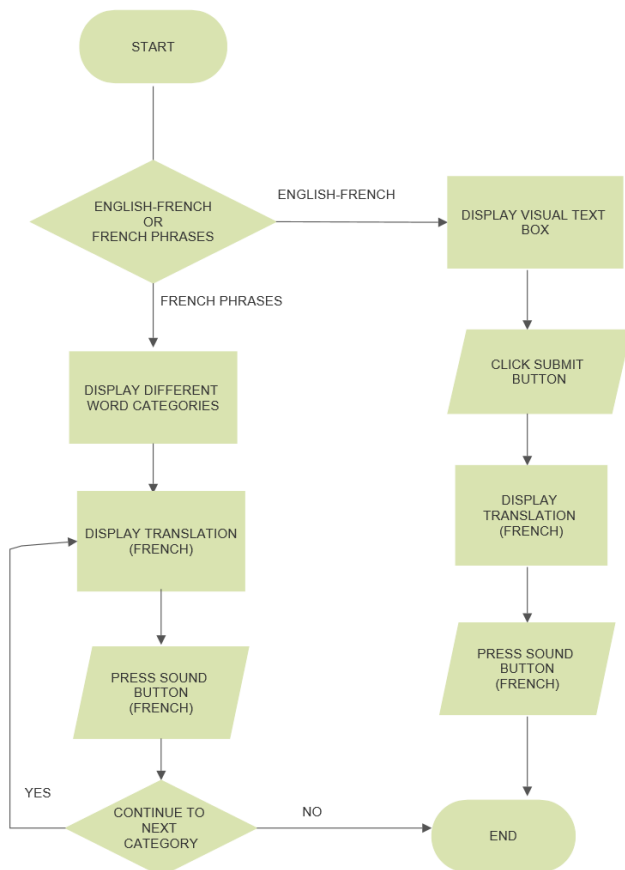 START
ENGLISH-FRENCH
OR
FRENCH PHRASES
ENGLISH-FRENCH
DISPLAY VISUAL TEXT
BOX
FRENCH PHRASES
DISPLAY DIFFERENT
WORD CATEGORIES
CLICK SUBMIT
BUTTON
DISPLAY TRANSLATION
(FRENCH)
DISPLAY
TRANSLATION
(FRENCH)
PRESS SOUND
BUTTON
(FRENCH)
PRESS SOUND
BUTTON
(FRENCH)
YES
CONTINUE TO
NEXT
CATEGORY
NO
END